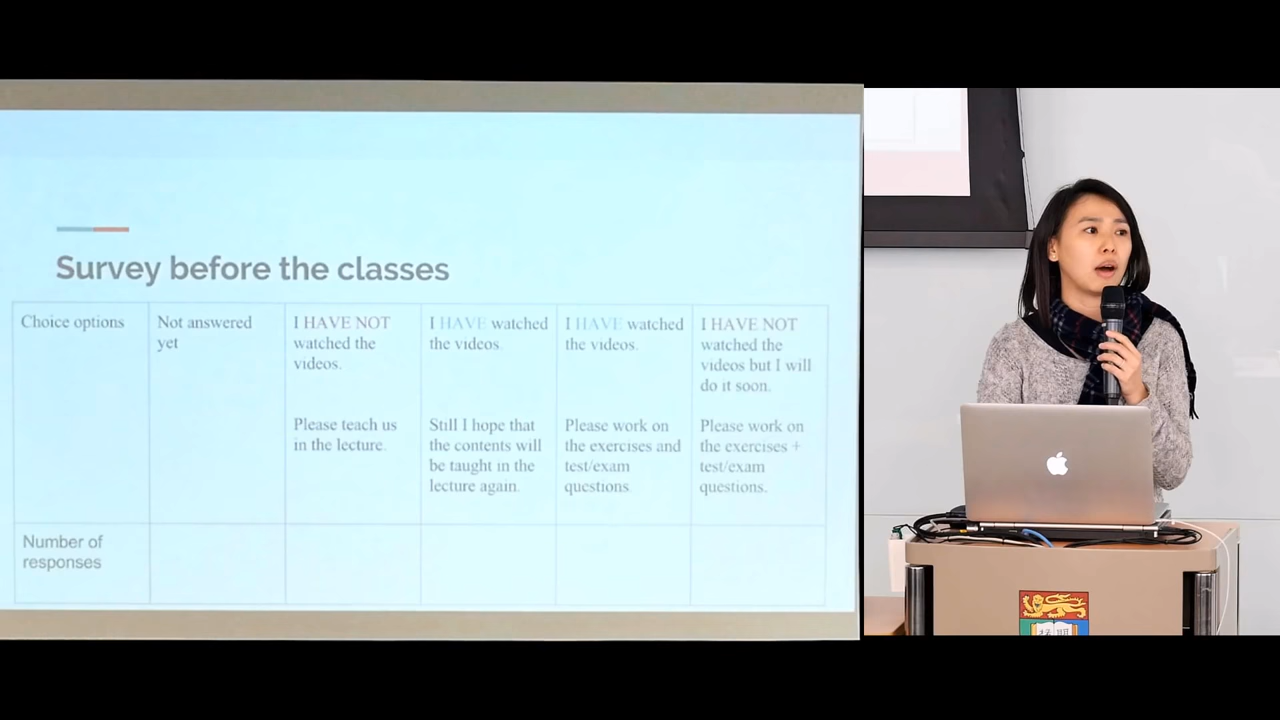 Survey before the classes
Choice options
Not answered
yet
I HAVE NOT
watched the
videos.
Please teach us
in the lecture.
I HAVE watched
the videos.
Still I hope that
the contents will
be taught in the
lecture again.
I HAVE watched
the videos.
Please work on
the exercises and
test/exam
questions
I HAVE NOT
watched the
videos but I will
do it soon.
Please work on
the exercises +
test/exam
questions.
Number of
responses